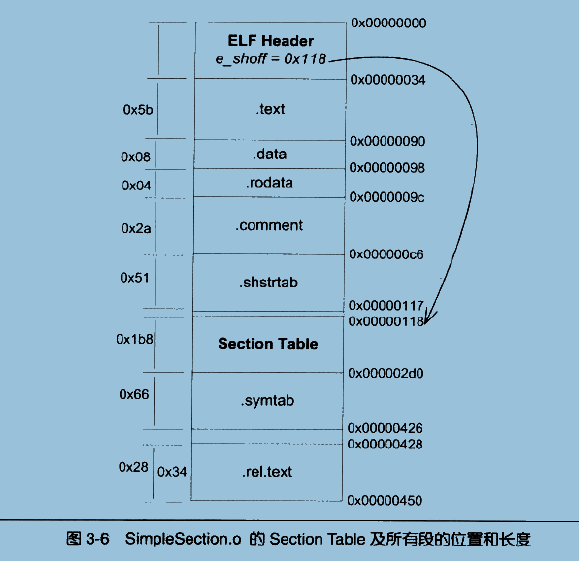 0x00000000
ELF Header
e_shoff = 0x118
0x00000034
0x5b
.text
0x00000090
0x08
.data
0x00000098
0x04
.rodata
0x0000009c
0x2a
.comment
0x000000c6
0x51
.shstrtab
0x00000117
0x00000118
0x1b8
Section Table
0x000002d0
0x66
.symtab
0x00000426
0x00000428
0x28
0x34
.rel.text
0x00000450
图 3-6 SimpleSection.o 的 Section Table 及所有段的位置和长度